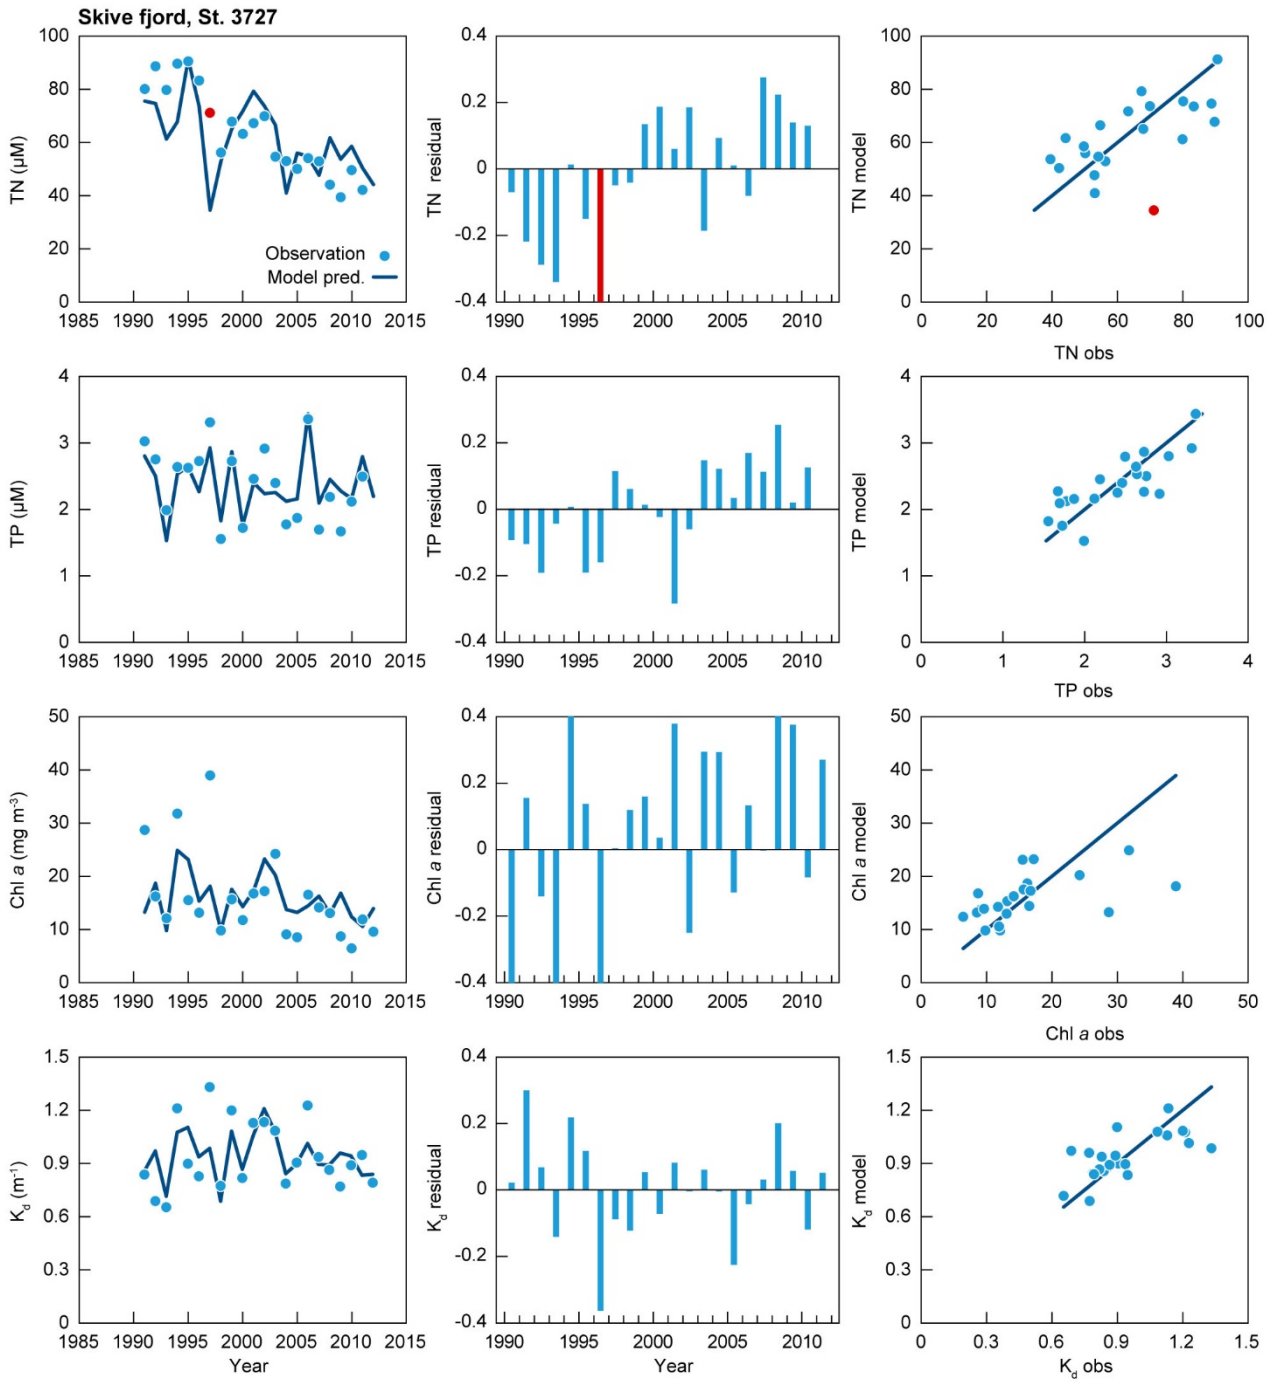 Skive fjord, St. 3727
TN (µM)
100
80
60
40
20
0
Observation
Model pred.
1985 1990 1995 2000 2005 2010 2015
TN residual
0.4
0.2
0
-0.2
-0.4
1990 1995 2000 2005 2010
TN model
100
80
60
40
20
0
0 20 40 60 80 100
TN obs
TP (µM)
4
3
2
1
0
1985 1990 1995 2000 2005 2010 2015
TP residual
0.4
0.2
0
-0.2
-0.4
1990 1995 2000 2005 2010
TP model
4
3
2
1
0
0 1 2 3 4
TP obs
Chl a (mg m⁻³)
50
40
30
20
10
0
1985 1990 1995 2000 2005 2010 2015
Chl a residual
0.4
0.2
0
-0.2
-0.4
1990 1995 2000 2005 2010
Chl a model
50
40
30
20
10
0
0 10 20 30 40 50
Chl a obs
K_d (m⁻¹)
1.5
1.2
0.9
0.6
0.3
0
1985 1990 1995 2000 2005 2010 2015
Year
K_d residual
0.4
0.2
0
-0.2
-0.4
1990 1995 2000 2005 2010
Year
K_d model
1.5
1.2
0.9
0.6
0.3
0
0 0.3 0.6 0.9 1.2 1.5
K_d obs